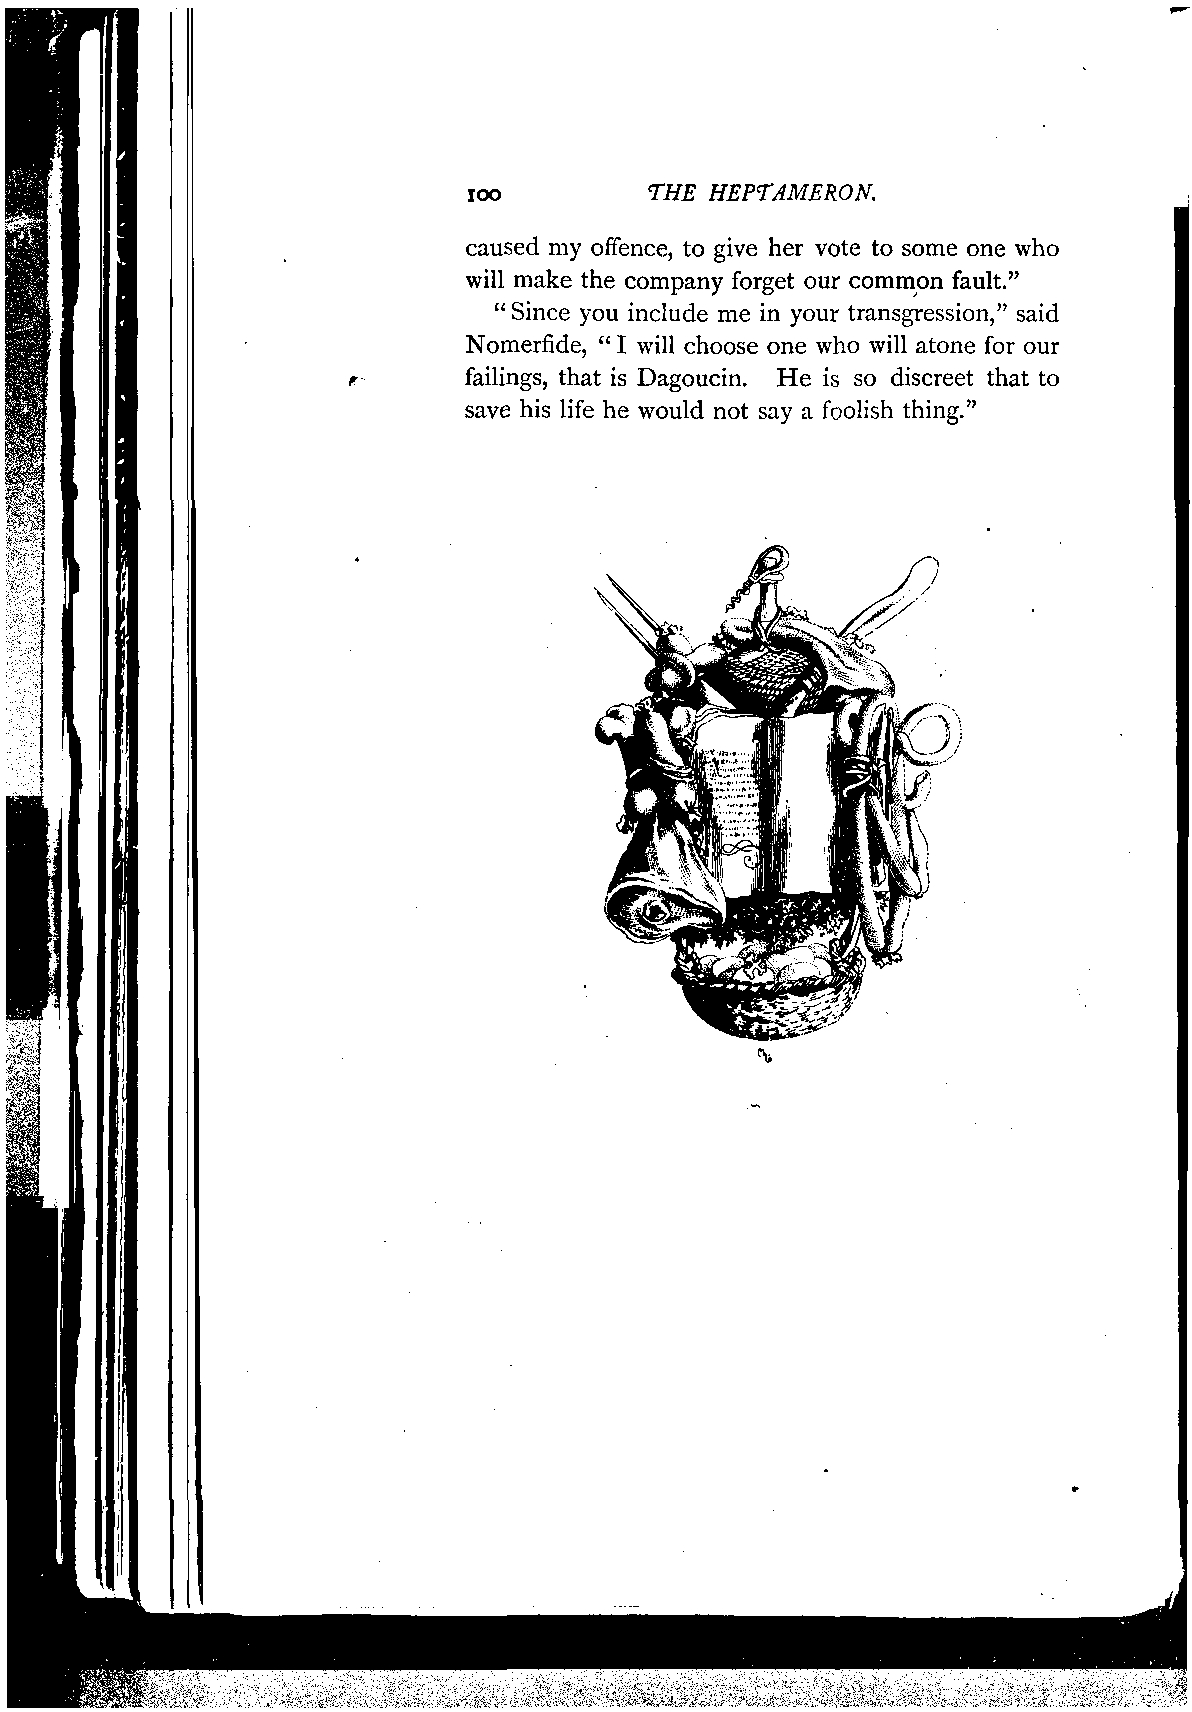 100 THE HEPTAMERON.
caused my offence, to give her vote to some one who
will make the company forget our common fault.”
“Since you include me in your transgression,” said
Nomerfide, “I will choose one who will atone for our
failings, that is Dagoucin. He is so discreet that to
save his life he would not say a foolish thing.”